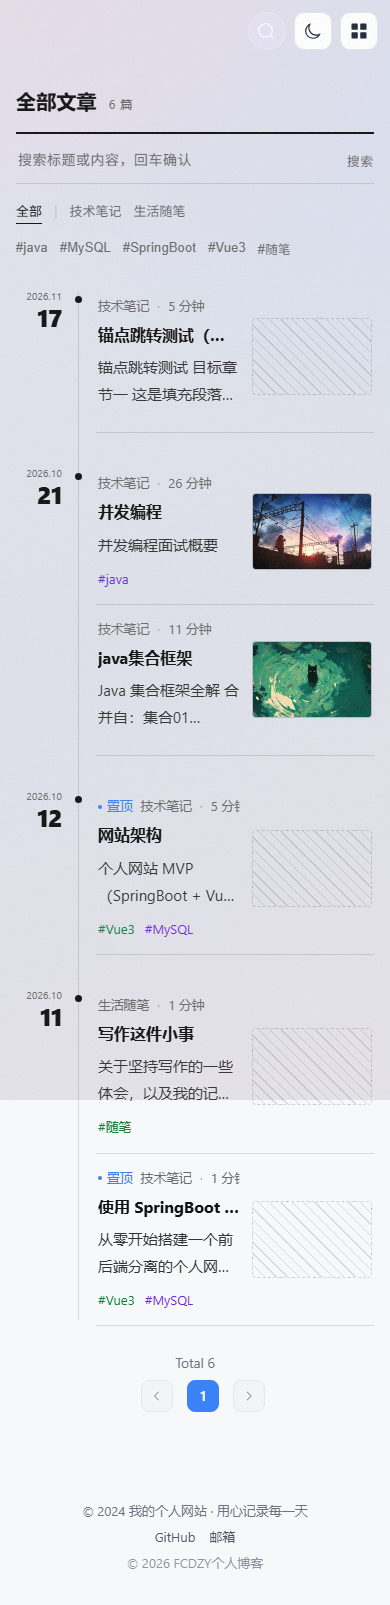 全部文章 6 篇
搜索标题或内容，回车确认 搜索
全部 | 技术笔记 生活随笔
#java #MySQL #SpringBoot #Vue3 #随笔
2026.11
17
技术笔记 · 5 分钟
锚点跳转测试（...
锚点跳转测试 目标章
节一 这是填充段落...
2026.10
21
技术笔记 · 26 分钟
并发编程
并发编程面试概要
#java
技术笔记 · 11 分钟
java集合框架
Java 集合框架全解 合
并自：集合01...
2026.10
12
置顶 技术笔记 · 5 分
网站架构
个人网站 MVP
（SpringBoot + Vu...
#Vue3 #MySQL
2026.10
11
生活随笔 · 1 分钟
写作这件小事
关于坚持写作的一些
体会，以及我的记...
#随笔
置顶 技术笔记 · 1 分
使用 SpringBoot ...
从零开始搭建一个前
后端分离的个人网...
#Vue3 #MySQL
Total 6
1
© 2024 我的个人网站 · 用心记录每一天
GitHub 邮箱
© 2026 FCDZY个人博客